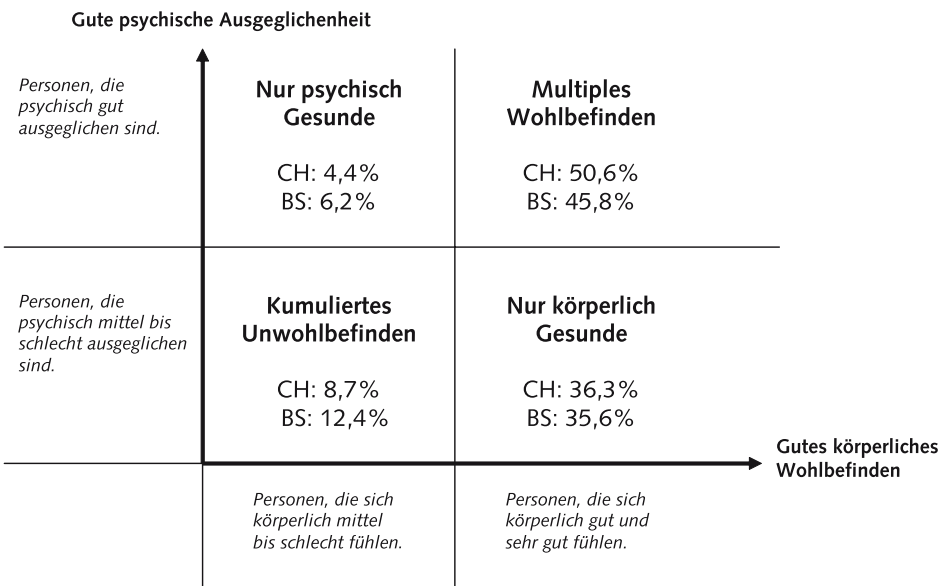 Gute psychische Ausgeglichenheit
Personen, die
psychisch gut
ausgeglichen sind.
Nur psychisch
Gesunde
CH: 4,4%
BS: 6,2%
Multiples
Wohlbefinden
CH: 50,6%
BS: 45,8%
Personen, die
psychisch mittel bis
schlecht ausgeglichen
sind.
Kumuliertes
Unwohlbefinden
CH: 8,7%
BS: 12,4%
Nur körperlich
Gesunde
CH: 36,3%
BS: 35,6%
Gutes körperliches
Wohlbefinden
Personen, die sich
körperlich mittel
bis schlecht fühlen.
Personen, die sich
körperlich gut und
sehr gut fühlen.